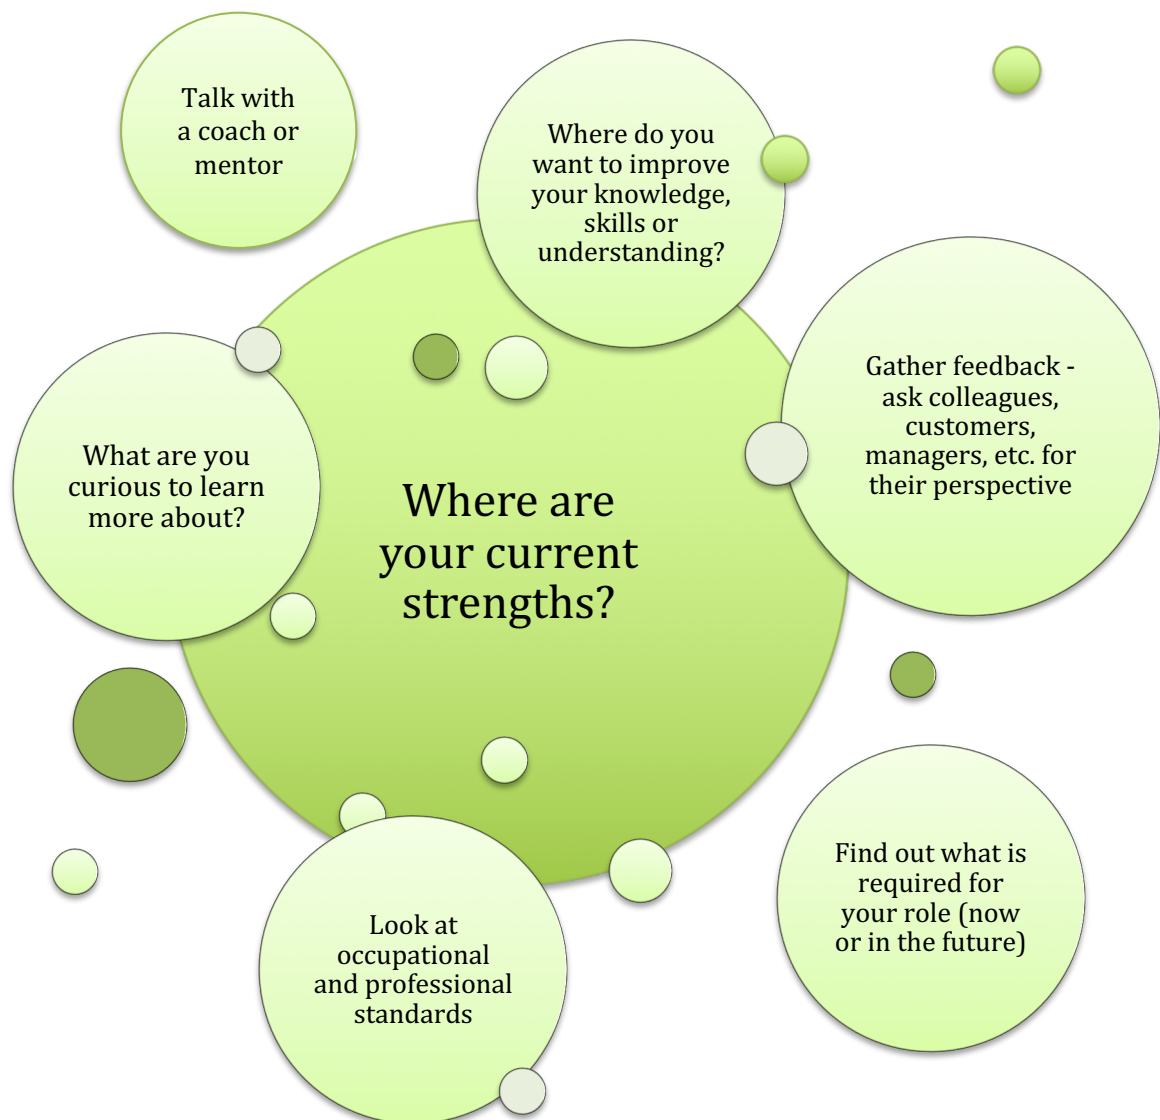 Talk with
a coach or
mentor
Where do you
want to improve
your knowledge,
skills or
understanding?
Gather feedback -
ask colleagues,
customers,
managers, etc. for
their perspective
What are you
curious to learn
more about?
Where are
your current
strengths?
Find out what is
required for
your role (now
or in the future)
Look at
occupational
and professional
standards